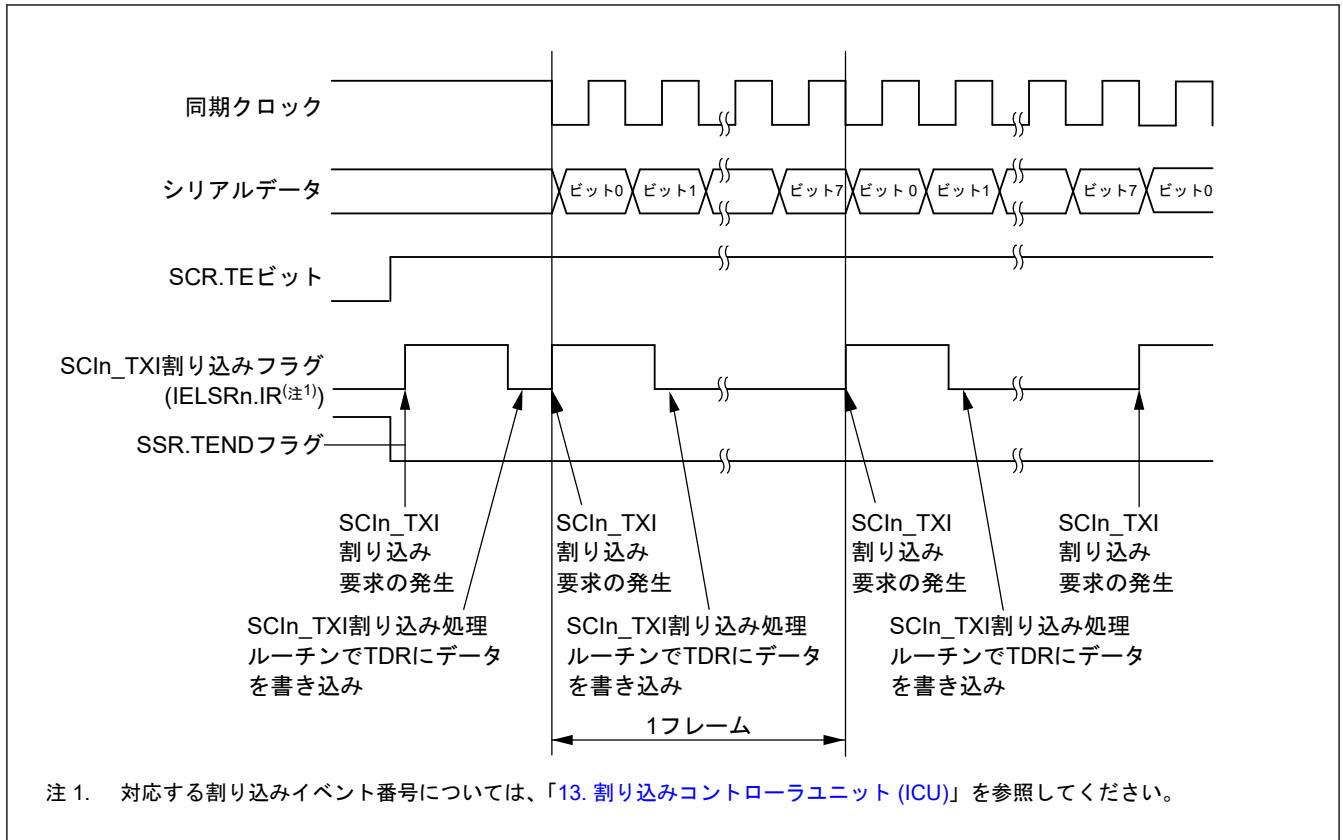 同期クロック
シリアルデータ
ビット0 ビット1 ビット7 ビット0 ビット1 ビット7 ビット0
SCR.TEビット
SCIn_TXI割り込みフラグ
(IELSRn.IR(注1))
SSR.TENDフラグ
SCIn_TXI
割り込み
要求の発生
SCIn_TXI
割り込み
要求の発生
SCIn_TXI
割り込み
要求の発生
SCIn_TXI
割り込み
要求の発生
SCIn_TXI割り込み処理
ルーチンでTDRにデータ
を書き込み
SCIn_TXI割り込み処理
ルーチンでTDRにデータ
を書き込み
SCIn_TXI割り込み処理
ルーチンでTDRにデータ
を書き込み
1フレーム
注 1. 対応する割り込みイベント番号については、「13. 割り込みコントローラユニット (ICU)」を参照してください。